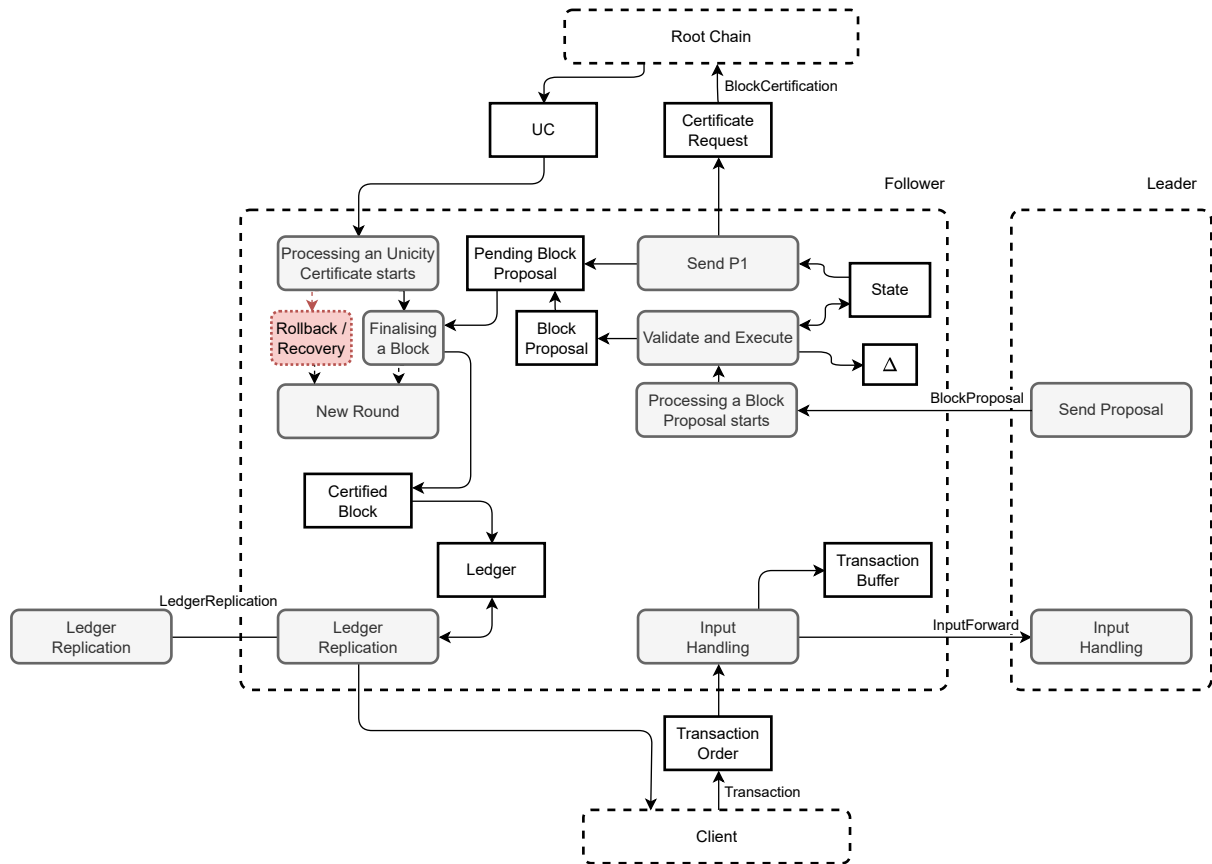 Root Chain
BlockCertification
UC
Certificate
Request
Follower
Leader
Processing an Unicity
Certificate starts
Pending Block
Proposal
Send P1
State
Rollback /
Recovery
Finalising
a Block
Block
Proposal
Validate and Execute
Δ
New Round
Processing a Block
Proposal starts
BlockProposal
Send Proposal
Certified
Block
Ledger
Transaction
Buffer
LedgerReplication
Ledger
Replication
Ledger
Replication
Input
Handling
InputForward
Input
Handling
Transaction
Order
Transaction
Client